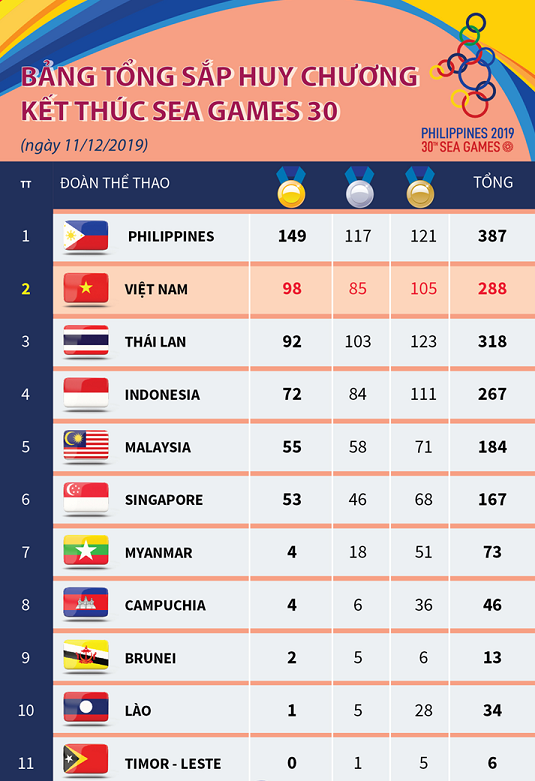 BẢNG TỔNG SẮP HUY CHƯƠNG
KẾT THÚC SEA GAMES 30
(ngày 11/12/2019)
PHILIPPINES 2019
30TH SEA GAMES
TT ĐOÀN THỂ THAO TỔNG
1 PHILIPPINES 149 117 121 387
2 VIỆT NAM 98 85 105 288
3 THÁI LAN 92 103 123 318
4 INDONESIA 72 84 111 267
5 MALAYSIA 55 58 71 184
6 SINGAPORE 53 46 68 167
7 MYANMAR 4 18 51 73
8 CAMPUCHIA 4 6 36 46
9 BRUNEI 2 5 6 13
10 LÀO 1 5 28 34
11 TIMOR - LESTE 0 1 5 6